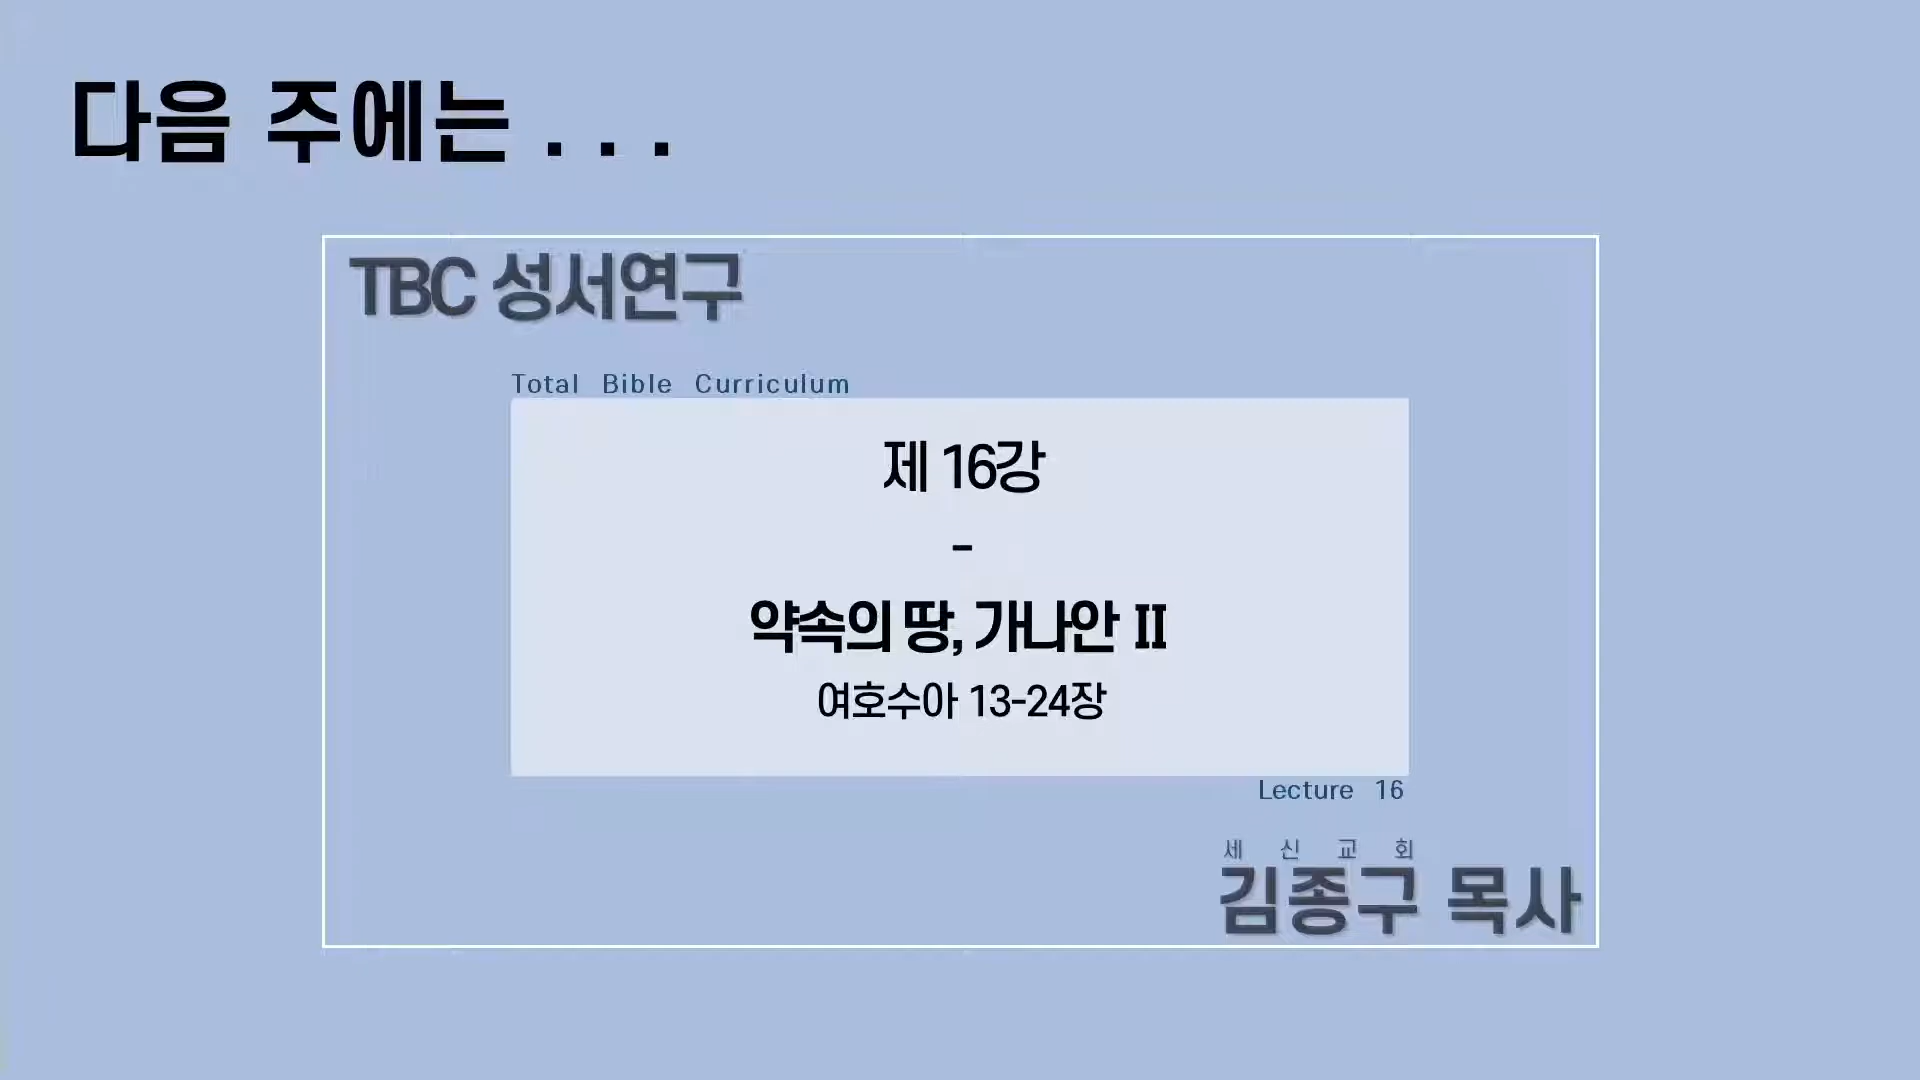 다음 주에는 . . .
TBC 성서연구
Total Bible Curriculum
제 16강
-
약속의 땅, 가나안 II
여호수아 13-24장
Lecture 16
세신교회
김종구 목사